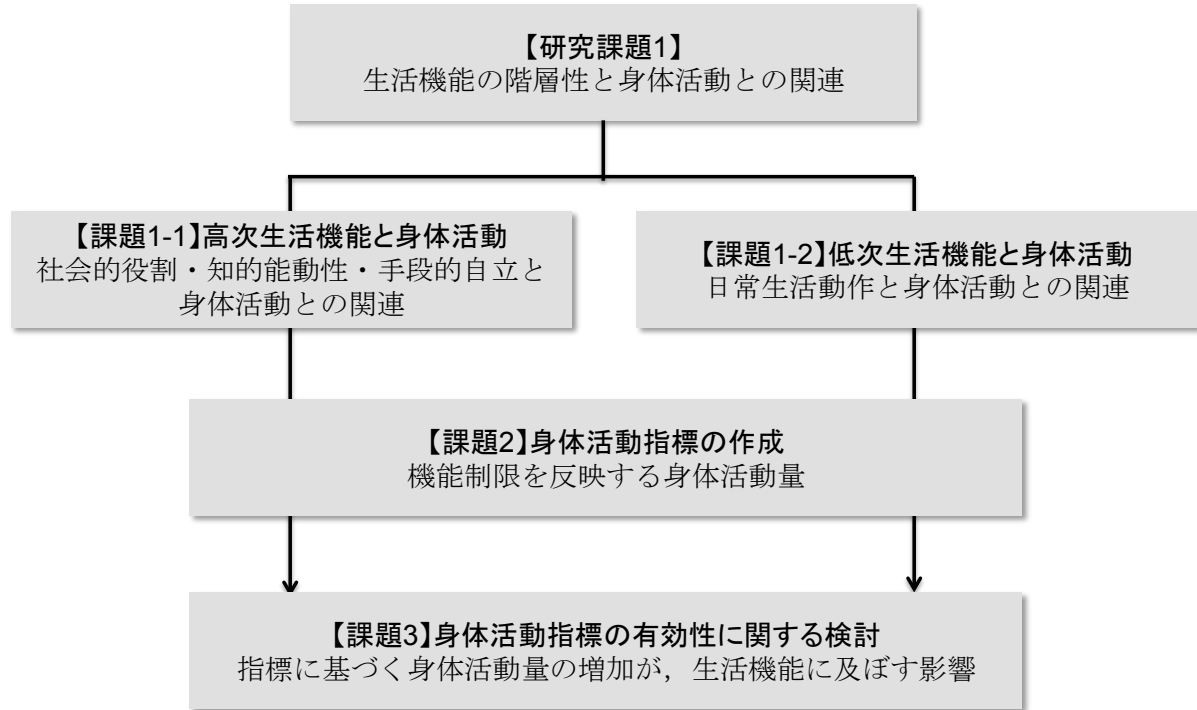 【研究課題1】
生活機能の階層性と身体活動との関連
【課題1-1】高次生活機能と身体活動
社会的役割・知的能動性・手段的自立と
身体活動との関連
【課題1-2】低次生活機能と身体活動
日常生活動作と身体活動との関連
【課題2】身体活動指標の作成
機能制限を反映する身体活動量
【課題3】身体活動指標の有効性に関する検討
指標に基づく身体活動量の増加が，生活機能に及ぼす影響